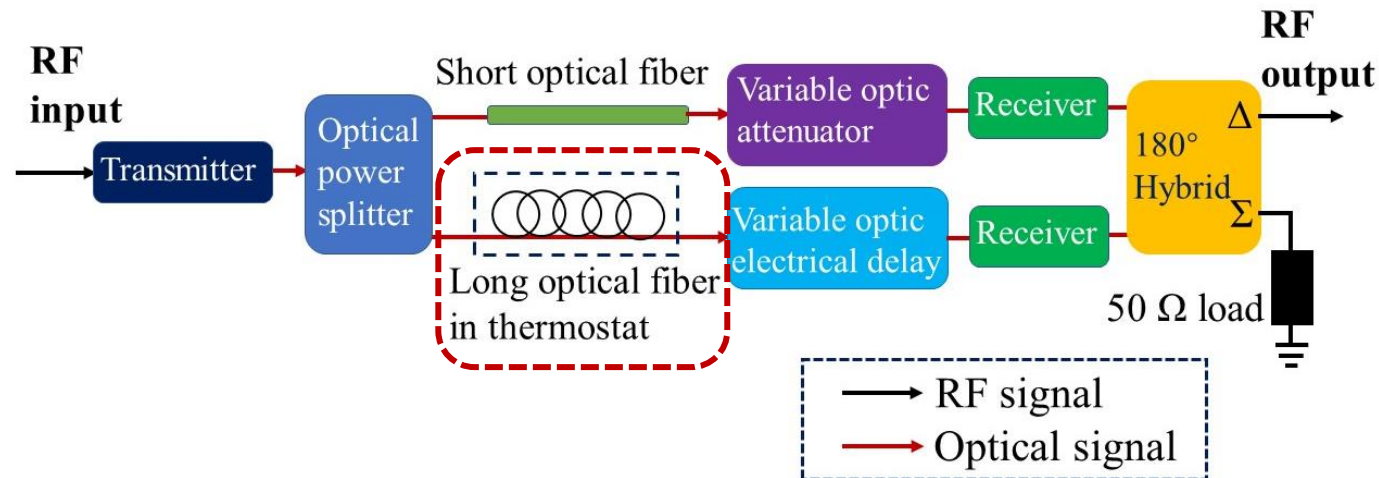 RF
input
Transmitter
Optical
power
splitter
Short optical fiber
Long optical fiber
in thermostat
Variable optic
attenuator
Variable optic
electrical delay
Receiver
Receiver
180°
Hybrid
Δ
Σ
RF
output
50 Ω load
RF signal
Optical signal